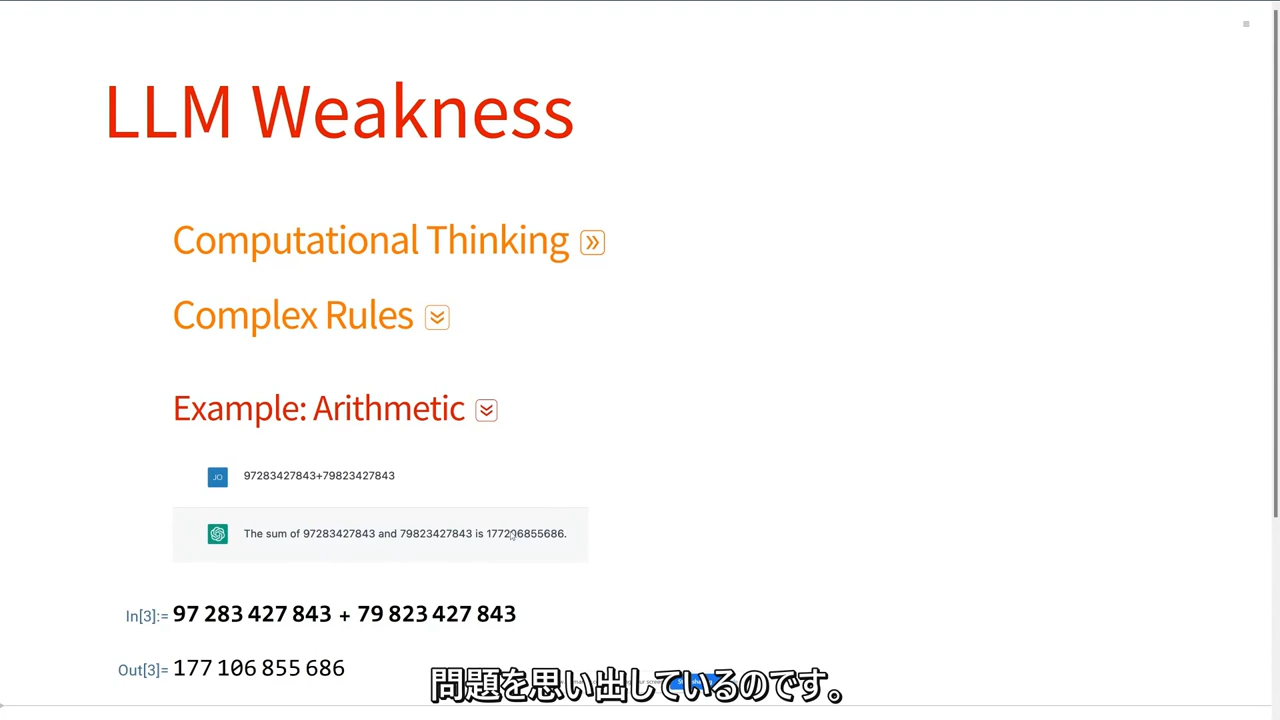 LLM Weakness
Computational Thinking
Complex Rules
Example: Arithmetic
JO 97283427843+79823427843
The sum of 97283427843 and 79823427843 is 177206855686.
In[3]:= 97 283 427 843 + 79 823 427 843
Out[3]= 177 106 855 686
問題を思い出しているのです。